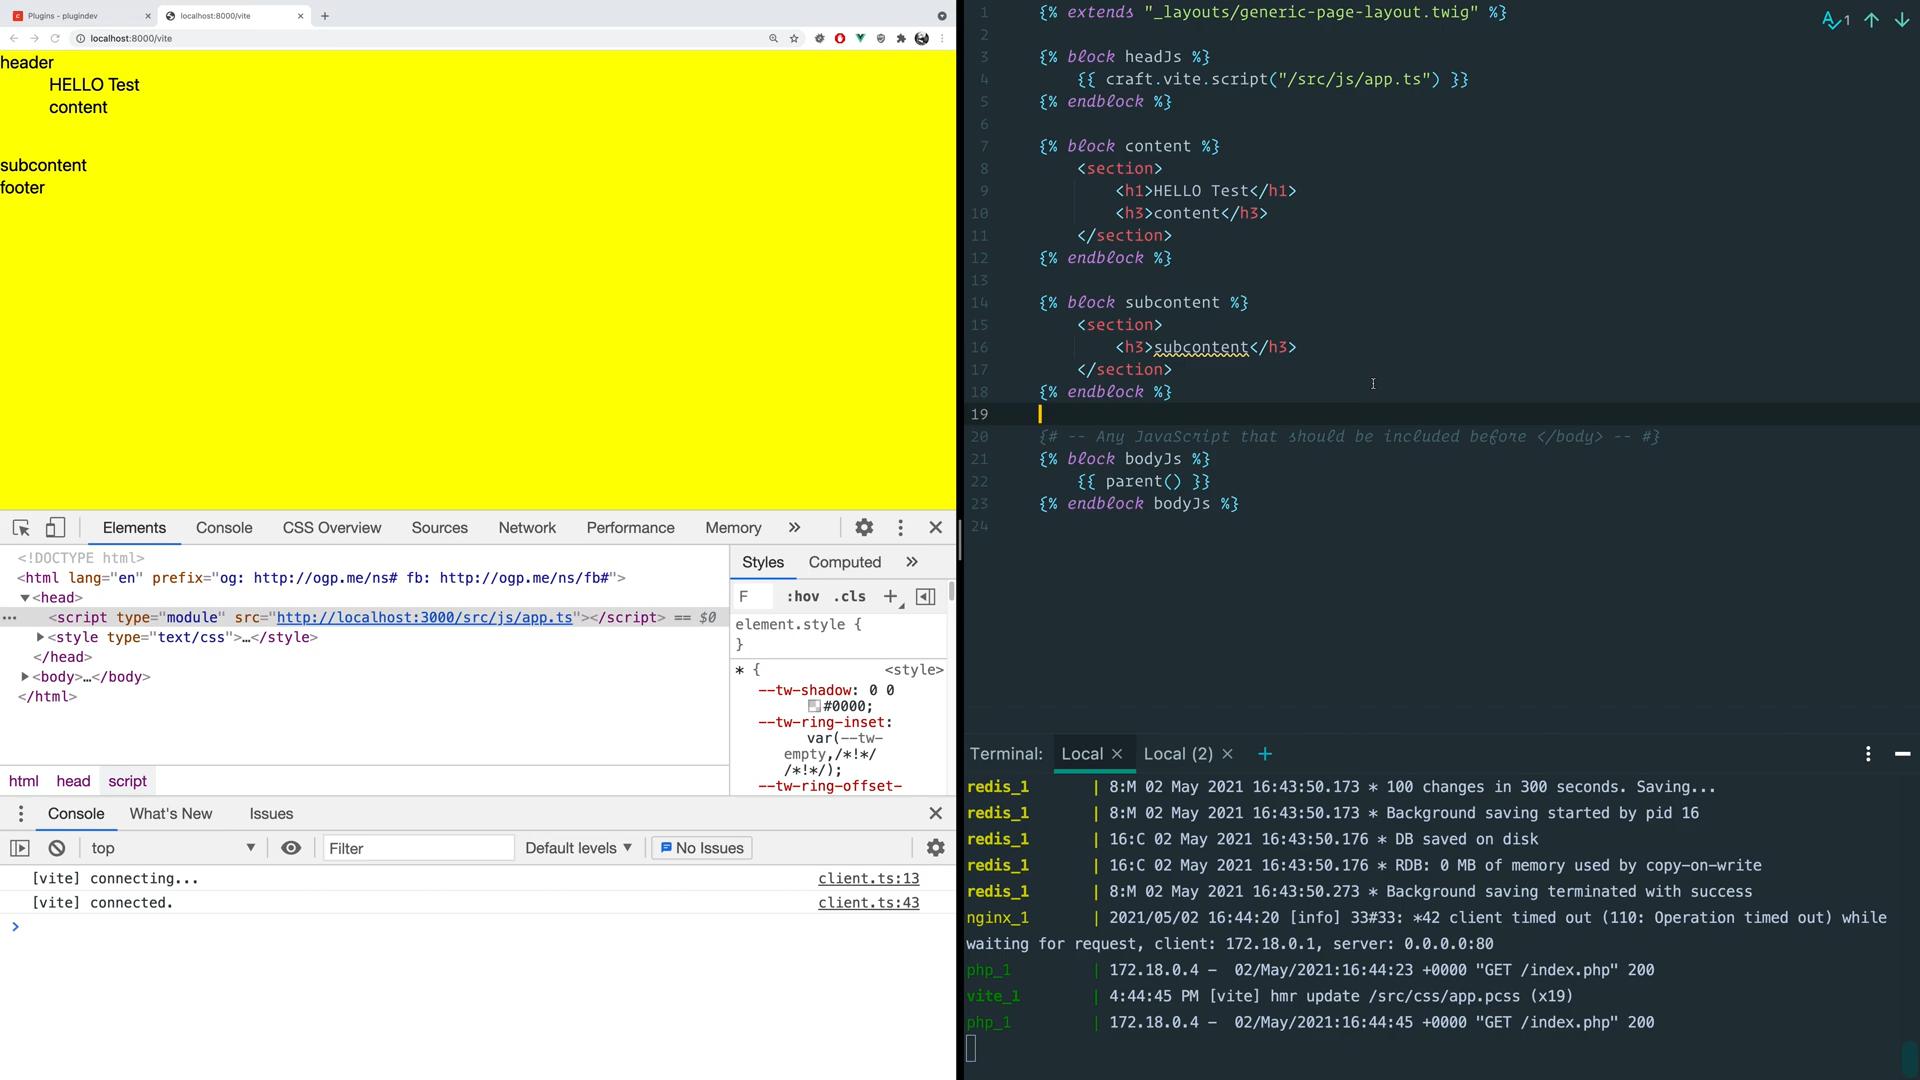 Plugins - plugindev
localhost:8000/vite
localhost:8000/vite
header
HELLO Test
content
subcontent
footer
Elements Console CSS Overview Sources Network Performance Memory
<!DOCTYPE html>
<html lang="en" prefix="og: http://ogp.me/ns# fb: http://ogp.me/ns/fb#">
<head>
<script type="module" src="http://localhost:3000/src/js/app.ts"></script> == $0
<style type="text/css">…</style>
</head>
<body>…</body>
</html>
html head script
Styles Computed
F :hov .cls +
element.style {
}
* { <style>
--tw-shadow: 0 0
#0000;
--tw-ring-inset:
var(--tw-
empty,/*!*/
/*!*/);
--tw-ring-offset-
Console What's New Issues
top Filter Default levels No Issues
[vite] connecting... client.ts:13
[vite] connected. client.ts:43
>
1 {% extends "_layouts/generic-page-layout.twig" %}
2
3 {% block headJs %}
4 {{ craft.vite.script("/src/js/app.ts") }}
5 {% endblock %}
6
7 {% block content %}
8 <section>
9 <h1>HELLO Test</h1>
10 <h3>content</h3>
11 </section>
12 {% endblock %}
13
14 {% block subcontent %}
15 <section>
16 <h3>subcontent</h3>
17 </section>
18 {% endblock %}
19
20 {# -- Any JavaScript that should be included before </body> -- #}
21 {% block bodyJs %}
22 {{ parent() }}
23 {% endblock bodyJs %}
24
1
Terminal: Local Local (2) +
redis_1 | 8:M 02 May 2021 16:43:50.173 * 100 changes in 300 seconds. Saving...
redis_1 | 8:M 02 May 2021 16:43:50.173 * Background saving started by pid 16
redis_1 | 16:C 02 May 2021 16:43:50.176 * DB saved on disk
redis_1 | 16:C 02 May 2021 16:43:50.176 * RDB: 0 MB of memory used by copy-on-write
redis_1 | 8:M 02 May 2021 16:43:50.273 * Background saving terminated with success
nginx_1 | 2021/05/02 16:44:20 [info] 33#33: *42 client timed out (110: Operation timed out) while
waiting for request, client: 172.18.0.1, server: 0.0.0.0:80
php_1 | 172.18.0.4 - 02/May/2021:16:44:23 +0000 "GET /index.php" 200
vite_1 | 4:44:45 PM [vite] hmr update /src/css/app.pcss (x19)
php_1 | 172.18.0.4 - 02/May/2021:16:44:45 +0000 "GET /index.php" 200